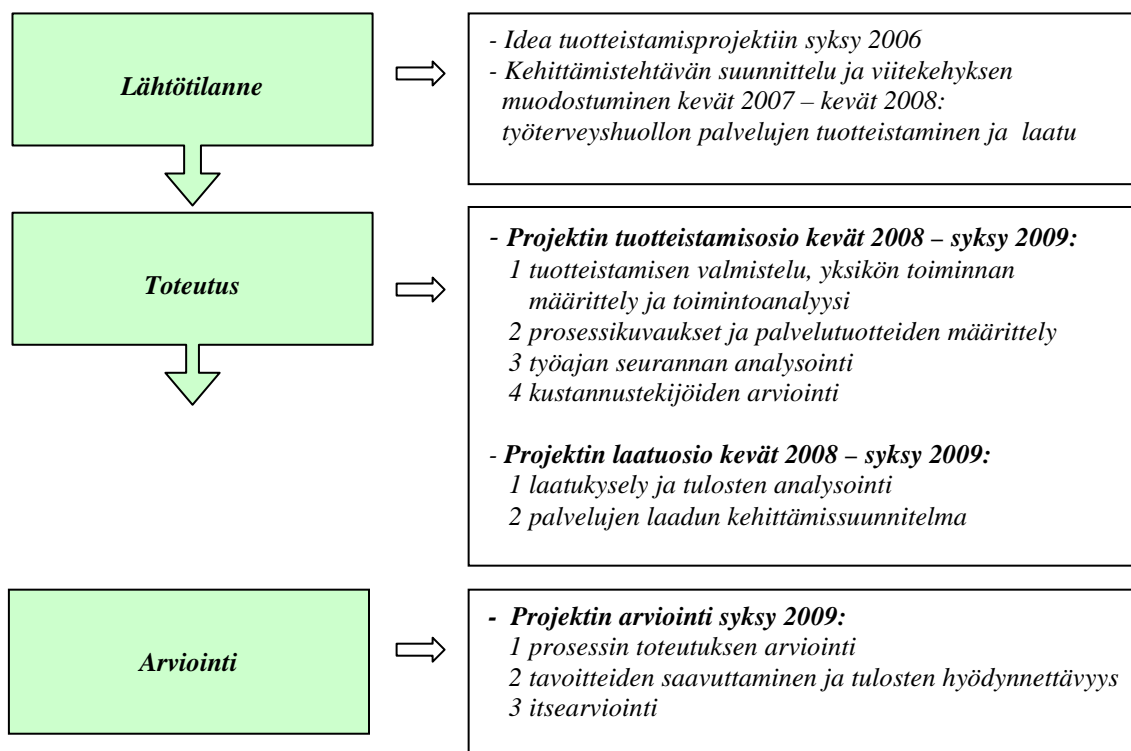 Lähtötilanne
- Idea tuotteistamisprojektiin syksy 2006
- Kehittämistehtävän suunnittelu ja viitekehyksen
muodostuminen kevät 2007 – kevät 2008:
työterveyshuollon palvelujen tuotteistaminen ja laatu
Toteutus
- Projektin tuotteistamisosio kevät 2008 – syksy 2009:
1 tuotteistamisen valmistelu, yksikön toiminnan
määrittely ja toimintoanalyysi
2 prosessikuvaukset ja palvelutuotteiden määrittely
3 työajan seurannan analysointi
4 kustannustekijöiden arviointi
- Projektin laatuosio kevät 2008 – syksy 2009:
1 laatukysely ja tulosten analysointi
2 palvelujen laadun kehittämissuunnitelma
Arviointi
- Projektin arviointi syksy 2009:
1 prosessin toteutuksen arviointi
2 tavoitteiden saavuttaminen ja tulosten hyödynnettävyys
3 itsearviointi